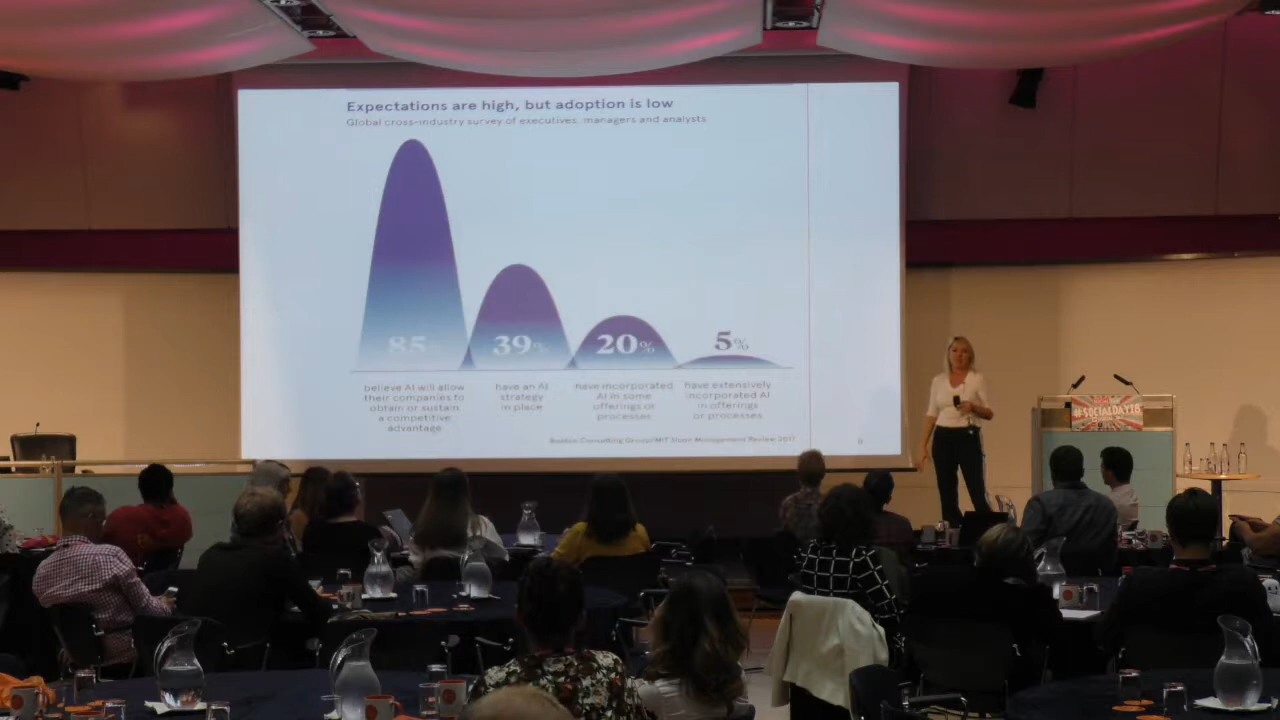 Expectations are high, but adoption is low
Global cross-industry survey of executives, managers and analysts
85%
39%
20%
5%
believe AI will allow
their companies to
obtain or sustain
a competitive
advantage
have an AI
strategy
in place
have incorporated
AI in some
offerings or
processes
have extensively
incorporated AI
in offerings
or processes
Boston Consulting Group/MIT Sloan Management Review 2017
#SOCIALDAY18